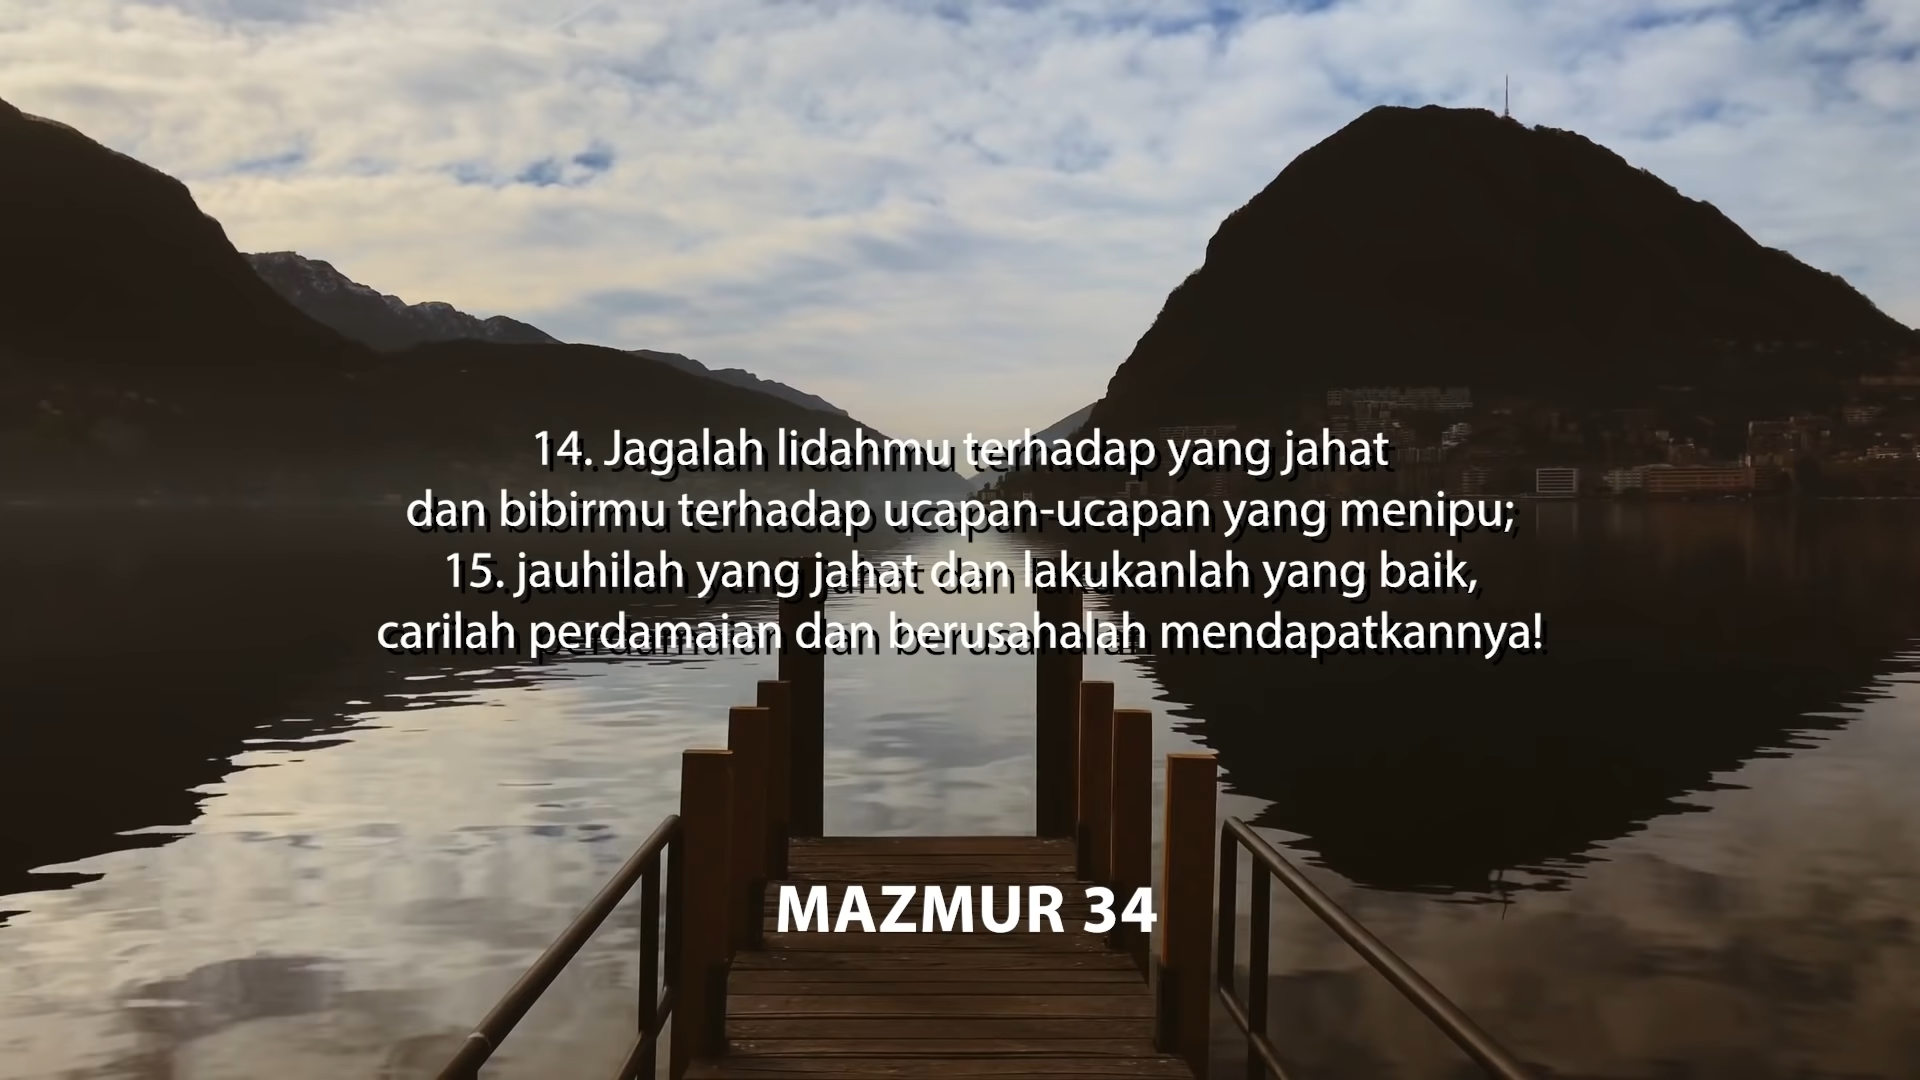 14. Jagalah lidahmu terhadap yang jahat
dan bibirmu terhadap ucapan-ucapan yang menipu;
15. jauhilah yang jahat dan lakukanlah yang baik,
carilah perdamaian dan berusahalah mendapatkannya!
MAZMUR 34